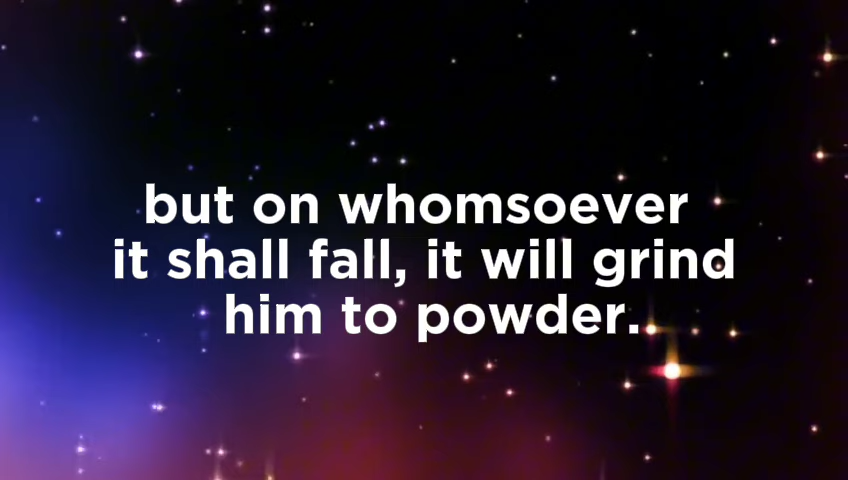 but on whomsoever
it shall fall, it will grind
him to powder.